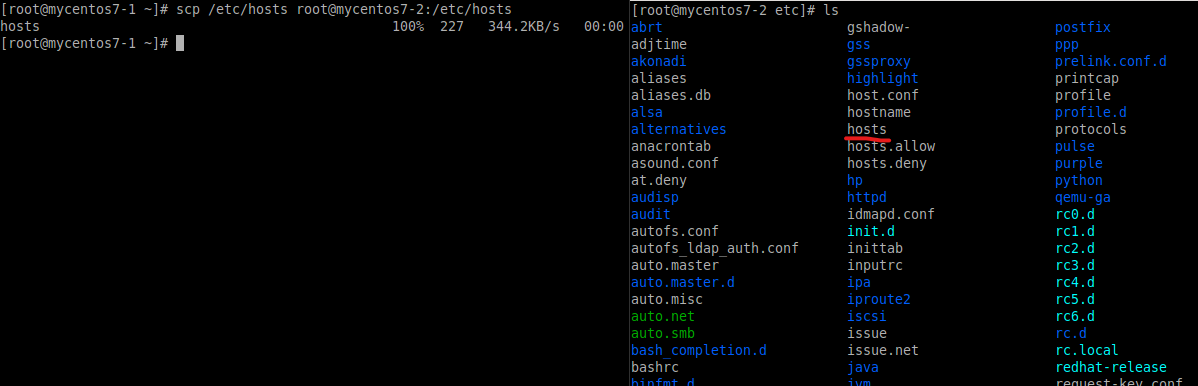 [root@mycentos7-1 ~]# scp /etc/hosts root@mycentos7-2:/etc/hosts
hosts 100% 227 344.2KB/s 00:00
[root@mycentos7-1 ~]#
[root@mycentos7-2 etc]# ls
abrt gshadow- postfix
adjtime gss ppp
akonadi gssproxy prelink.conf.d
aliases highlight printcap
aliases.db host.conf profile
alsa hostname profile.d
alternatives hosts protocols
anacrontab hosts.allow pulse
asound.conf hosts.deny purple
at.deny hp python
audisp httpd qemu-ga
audit idmapd.conf rc0.d
autofs.conf init.d rc1.d
autofs_ldap_auth.conf inittab rc2.d
auto.master inputrc rc3.d
auto.master.d ipa rc4.d
auto.misc iproute2 rc5.d
auto.net iscsi rc6.d
auto.smb issue rc.d
bash_completion.d issue.net rc.local
bashrc java redhat-release
binfmt.d jvm request-key.conf